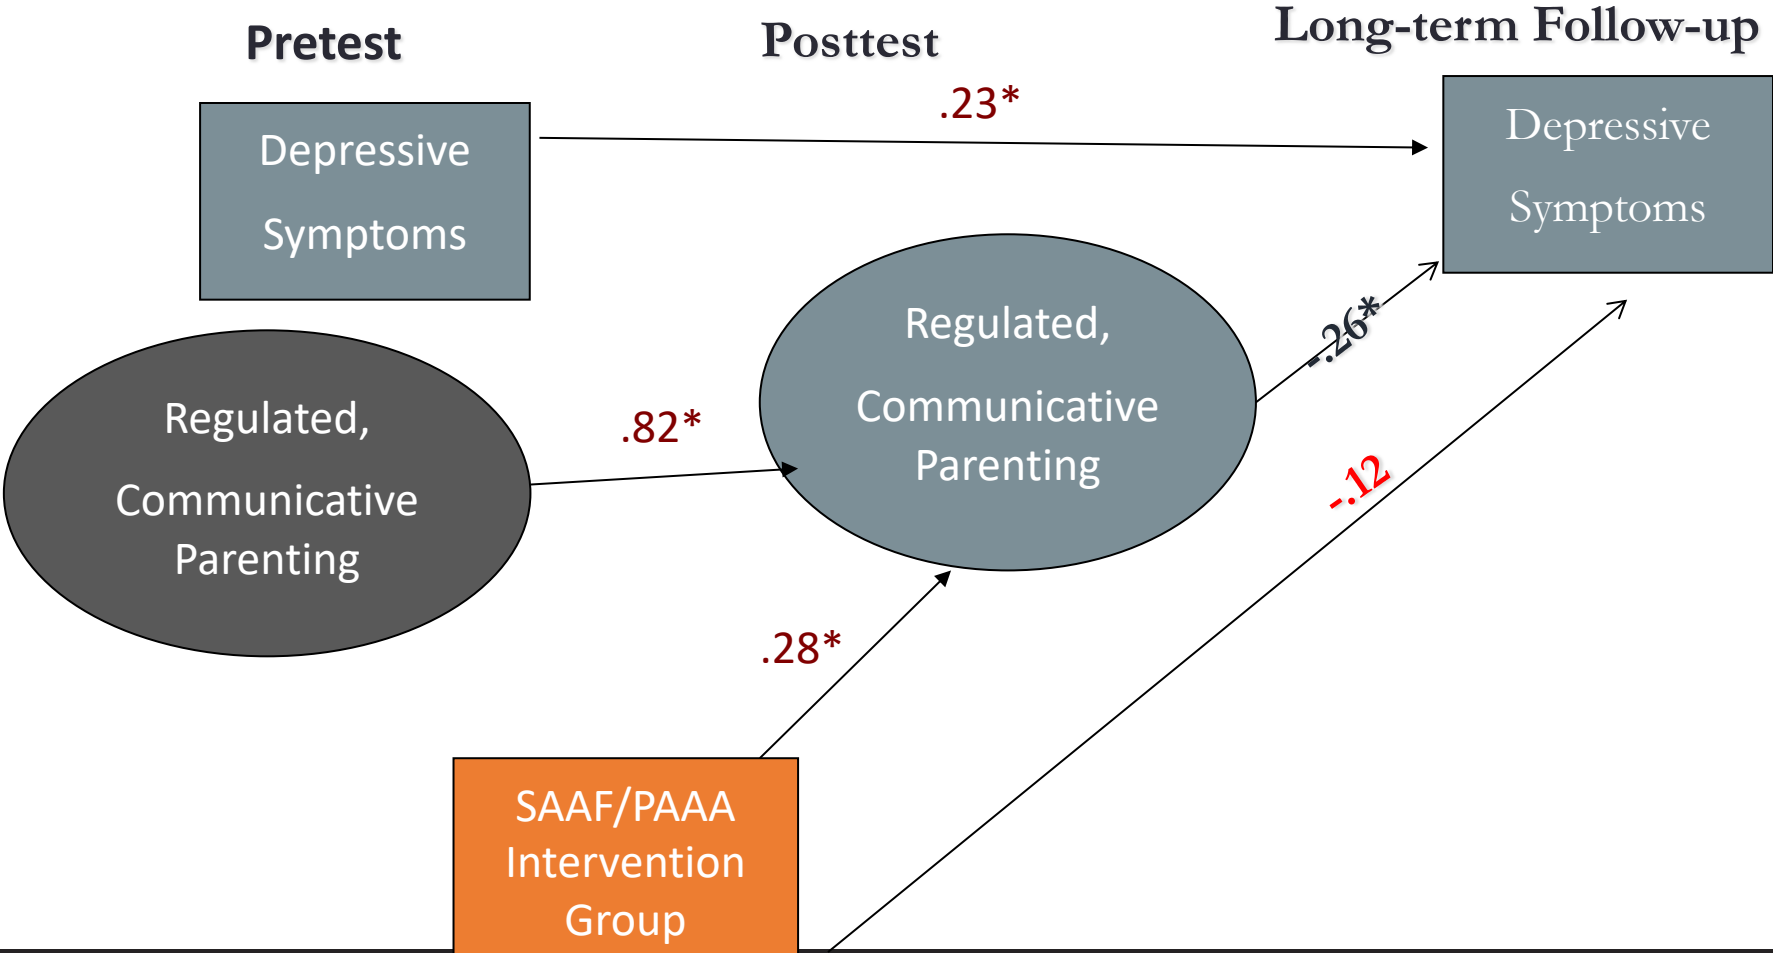 Pretest
Posttest
Long-term Follow-up
.23*
Depressive
Symptoms
Depressive
Symptoms
Regulated,
Communicative
Parenting
-.26*
Regulated,
Communicative
Parenting
.82*
-.12
.28*
SAAF/PAAA
Intervention
Group